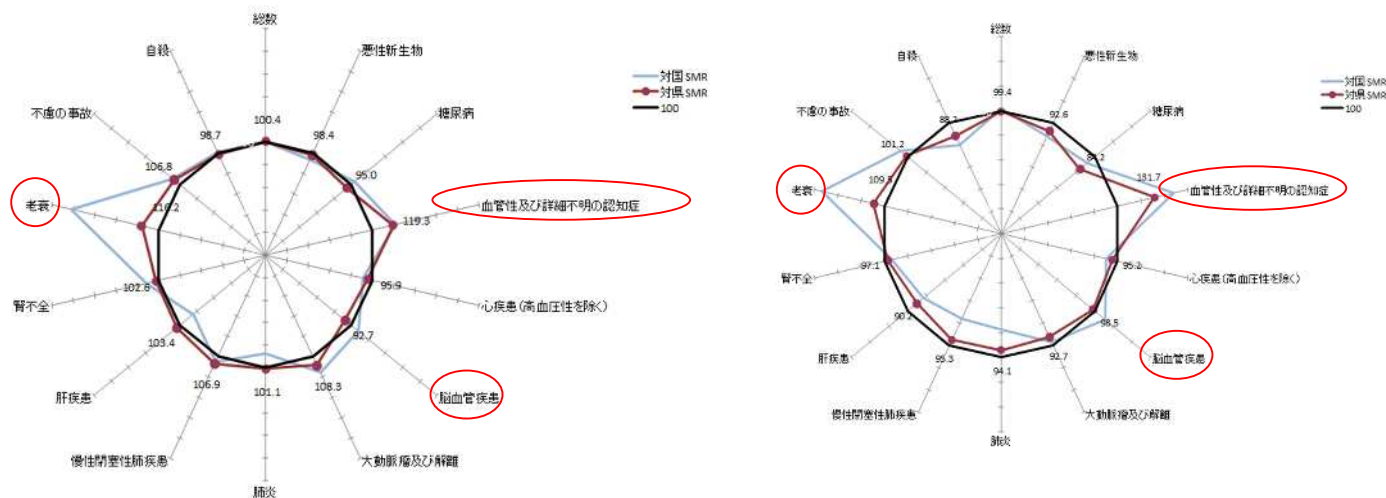 総数
自殺
悪性新生物
不慮の事故
糖尿病
対国SMR
対県SMR
100
98.7
100.4
98.4
106.8
95.0
老衰
116.2
119.3
血管性及び詳細不明の認知症
腎不全
102.6
95.9
心疾患(高血圧性を除く)
103.4
92.7
肝疾患
106.9
101.1
108.3
脳血管疾患
慢性閉塞性肺疾患
大動脈瘤及び解離
肺炎
総数
自殺
悪性新生物
不慮の事故
糖尿病
対国SMR
対県SMR
100
99.4
92.6
101.2
老衰
109.5
131.7
血管性及び詳細不明の認知症
腎不全
97.1
95.2
心疾患(高血圧性を除く)
90.2
98.5
肝疾患
95.3
94.1
92.7
脳血管疾患
慢性閉塞性肺疾患
大動脈瘤及び解離
肺炎